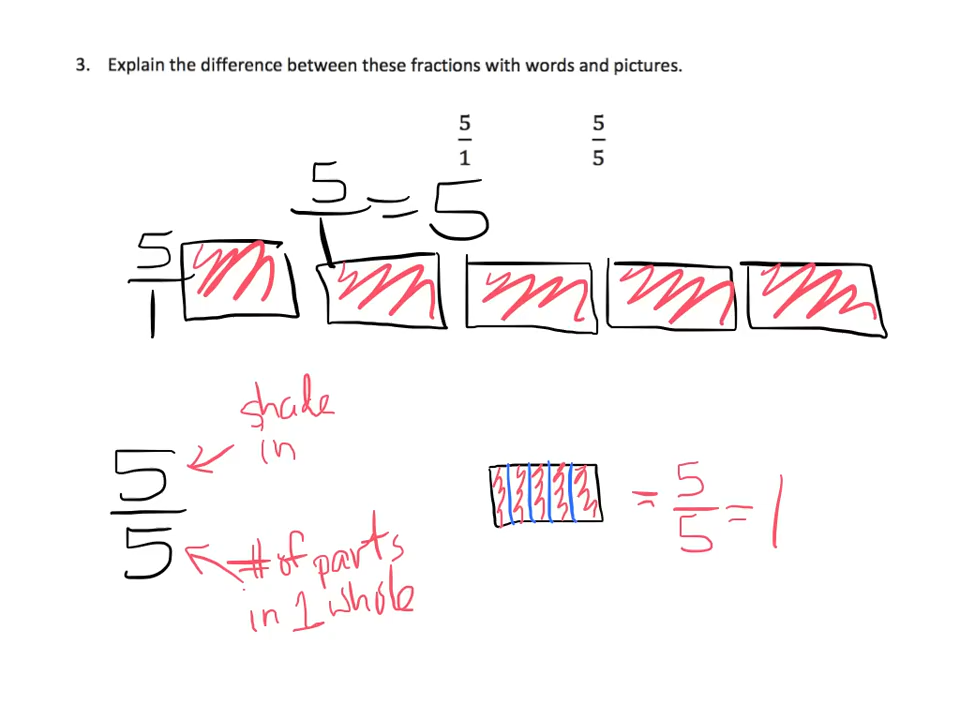 3. Explain the difference between these fractions with words and pictures.
5/1 5/5
5/1 = 5
5/1
shade
in
5/5
# of parts
in 1 whole
= 5/5 = 1